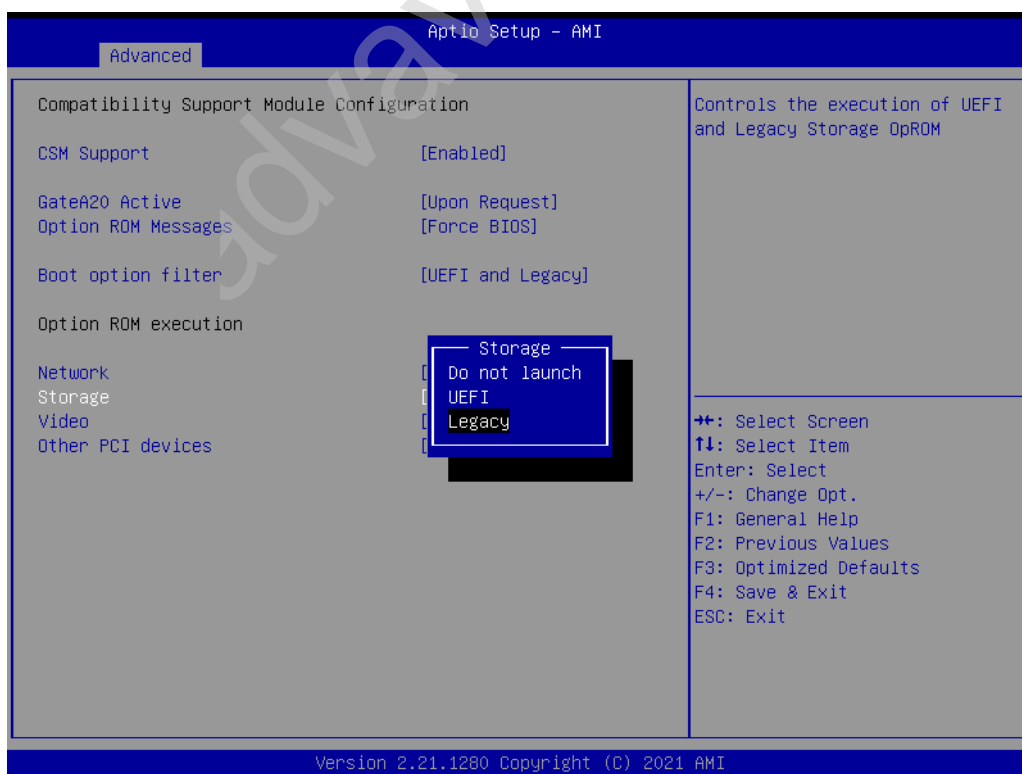 Aptio Setup - AMI
Advanced
Compatibility Support Module Configuration
CSM Support [Enabled]
GateA20 Active [Upon Request]
Option ROM Messages [Force BIOS]
Boot option filter [UEFI and Legacy]
Option ROM execution
Network [
Storage [
Video [
Other PCI devices [
Storage
Do not launch
UEFI
Legacy
Controls the execution of UEFI
and Legacy Storage OpROM
→←: Select Screen
↑↓: Select Item
Enter: Select
+/-: Change Opt.
F1: General Help
F2: Previous Values
F3: Optimized Defaults
F4: Save & Exit
ESC: Exit
Version 2.21.1280 Copyright (C) 2021 AMI